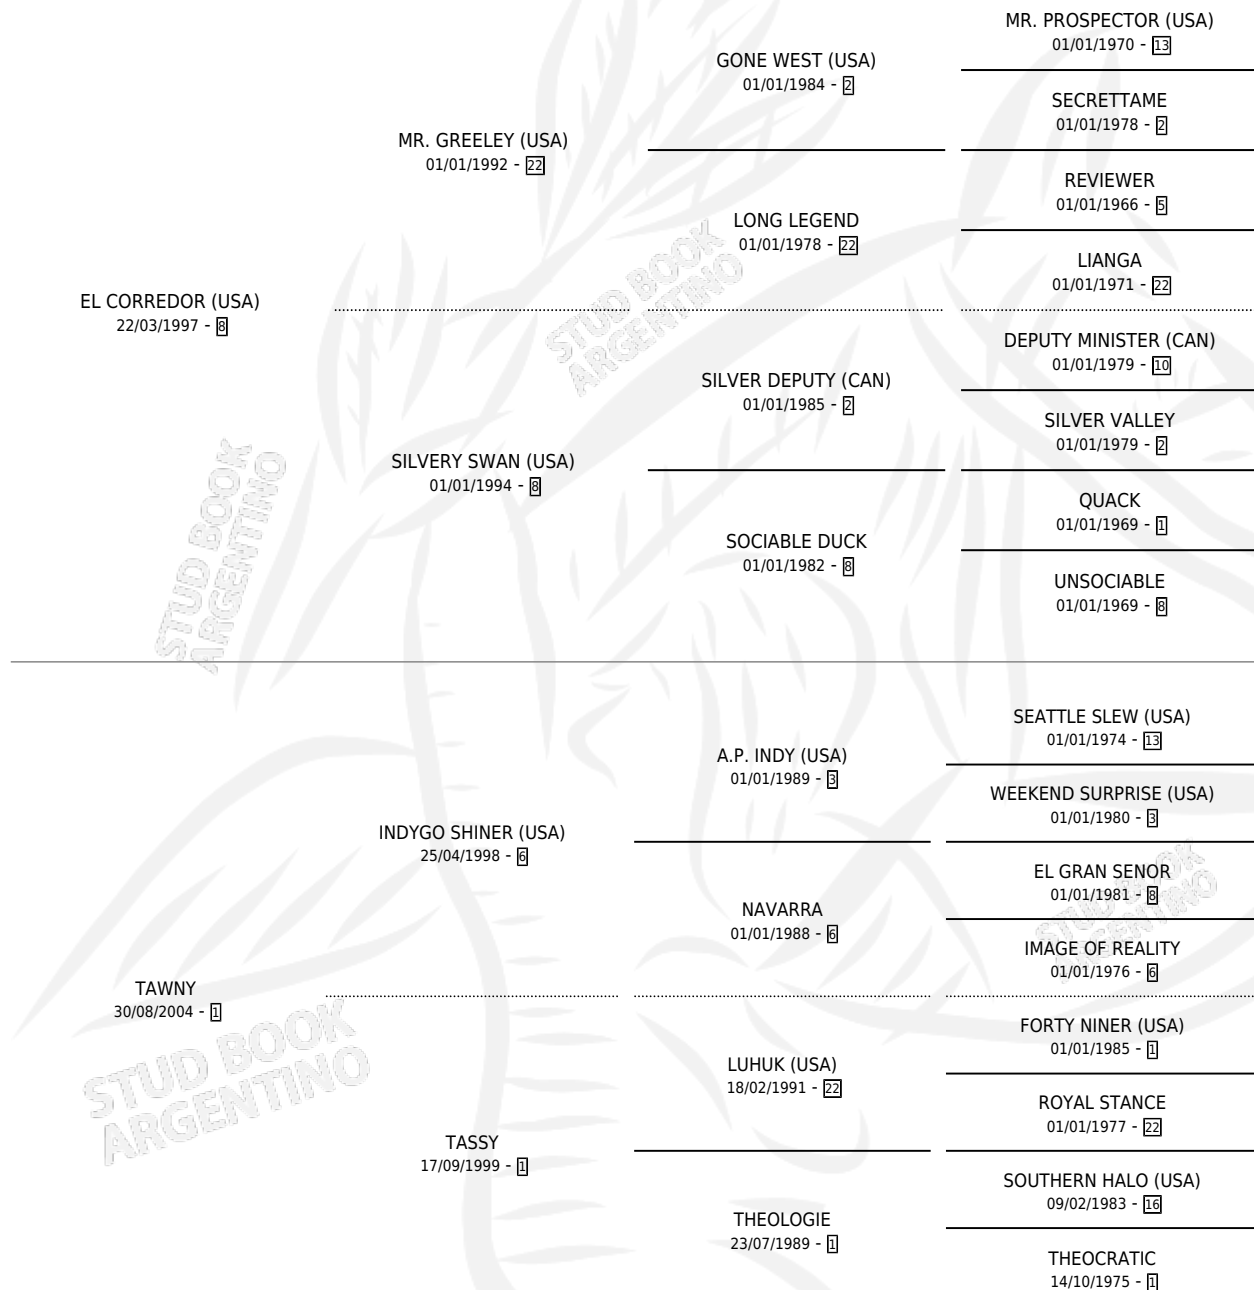 MR. PROSPECTOR (USA)
01/01/1970 - 13
GONE WEST (USA)
01/01/1984 - 2
SECRETTAME
01/01/1978 - 2
MR. GREELEY (USA)
01/01/1992 - 22
REVIEWER
01/01/1966 - 5
LONG LEGEND
01/01/1978 - 22
LIANGA
01/01/1971 - 22
EL CORREDOR (USA)
22/03/1997 - 8
DEPUTY MINISTER (CAN)
01/01/1979 - 10
SILVER DEPUTY (CAN)
01/01/1985 - 2
SILVER VALLEY
01/01/1979 - 2
SILVERY SWAN (USA)
01/01/1994 - 8
QUACK
01/01/1969 - 1
SOCIABLE DUCK
01/01/1982 - 8
UNSOCIABLE
01/01/1969 - 8
STUD BOOK
ARGENTINO
STUD BOOK
ARGENTINO
SEATTLE SLEW (USA)
01/01/1974 - 13
A.P. INDY (USA)
01/01/1989 - 3
WEEKEND SURPRISE (USA)
01/01/1980 - 3
INDYGO SHINER (USA)
25/04/1998 - 6
EL GRAN SENOR
01/01/1981 - 8
NAVARRA
01/01/1988 - 6
IMAGE OF REALITY
01/01/1976 - 6
STUD BOOK
ARGENTINO
TAWNY
30/08/2004 - 1
FORTY NINER (USA)
01/01/1985 - 1
LUHUK (USA)
18/02/1991 - 22
ROYAL STANCE
01/01/1977 - 22
TASSY
17/09/1999 - 1
SOUTHERN HALO (USA)
09/02/1983 - 16
THEOLOGIE
23/07/1989 - 1
THEOCRATIC
14/10/1975 - 1
STUD BOOK
ARGENTINO